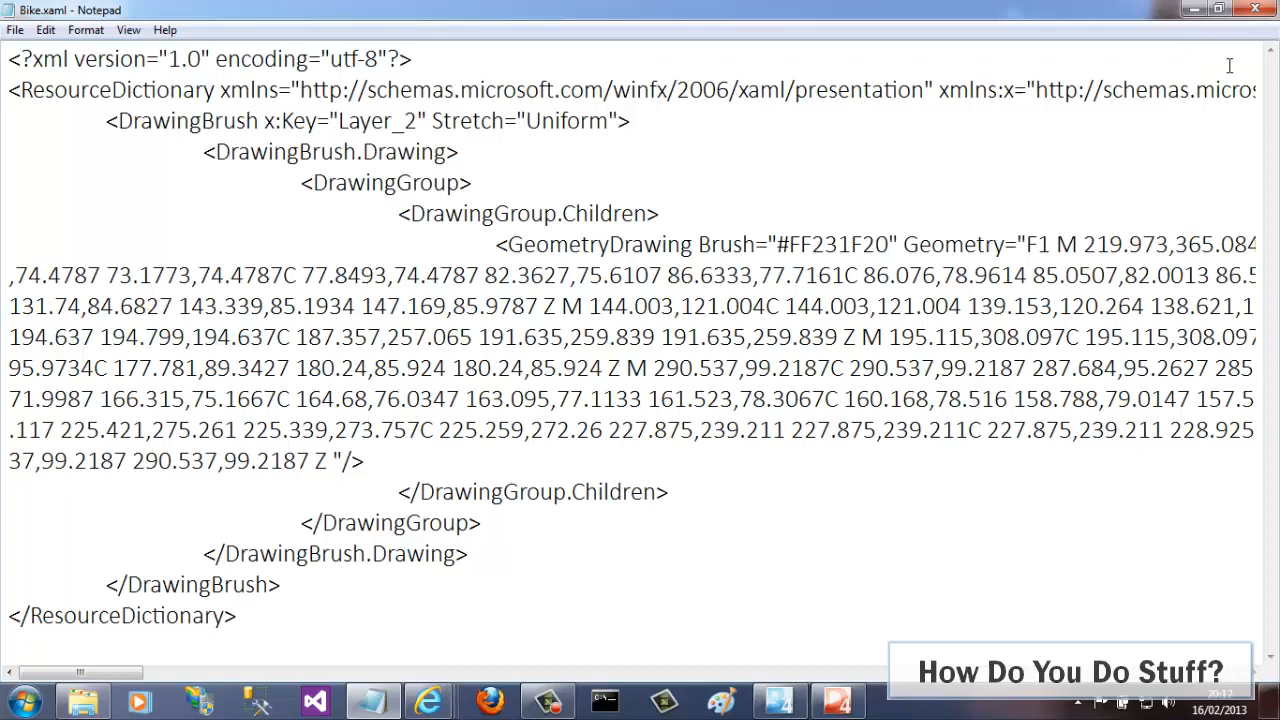 Bike.xaml - Notepad
File Edit Format View Help
<?xml version="1.0" encoding="utf-8"?>
<ResourceDictionary xmlns="http://schemas.microsoft.com/winfx/2006/xaml/presentation" xmlns:x="http://schemas.micros
<DrawingBrush x:Key="Layer_2" Stretch="Uniform">
<DrawingBrush.Drawing>
<DrawingGroup>
<DrawingGroup.Children>
<GeometryDrawing Brush="#FF231F20" Geometry="F1 M 219.973,365.084
,74.4787 73.1773,74.4787C 77.8493,74.4787 82.3627,75.6107 86.6333,77.7161C 86.076,78.9614 85.0507,82.0013 86.5
131.74,84.6827 143.339,85.1934 147.169,85.9787 Z M 144.003,121.004C 144.003,121.004 139.153,120.264 138.621,1
194.637 194.799,194.637C 187.357,257.065 191.635,259.839 191.635,259.839 Z M 195.115,308.097C 195.115,308.097
95.9734C 177.781,89.3427 180.24,85.924 180.24,85.924 Z M 290.537,99.2187C 290.537,99.2187 287.684,95.2627 285
71.9987 166.315,75.1667C 164.68,76.0347 163.095,77.1133 161.523,78.3067C 160.168,78.516 158.788,79.0147 157.5
.117 225.421,275.261 225.339,273.757C 225.259,272.26 227.875,239.211 227.875,239.211C 227.875,239.211 228.925
37,99.2187 290.537,99.2187 Z "/>
</DrawingGroup.Children>
</DrawingGroup>
</DrawingBrush.Drawing>
</DrawingBrush>
</ResourceDictionary>
How Do You Do Stuff?
20:12
16/02/2013